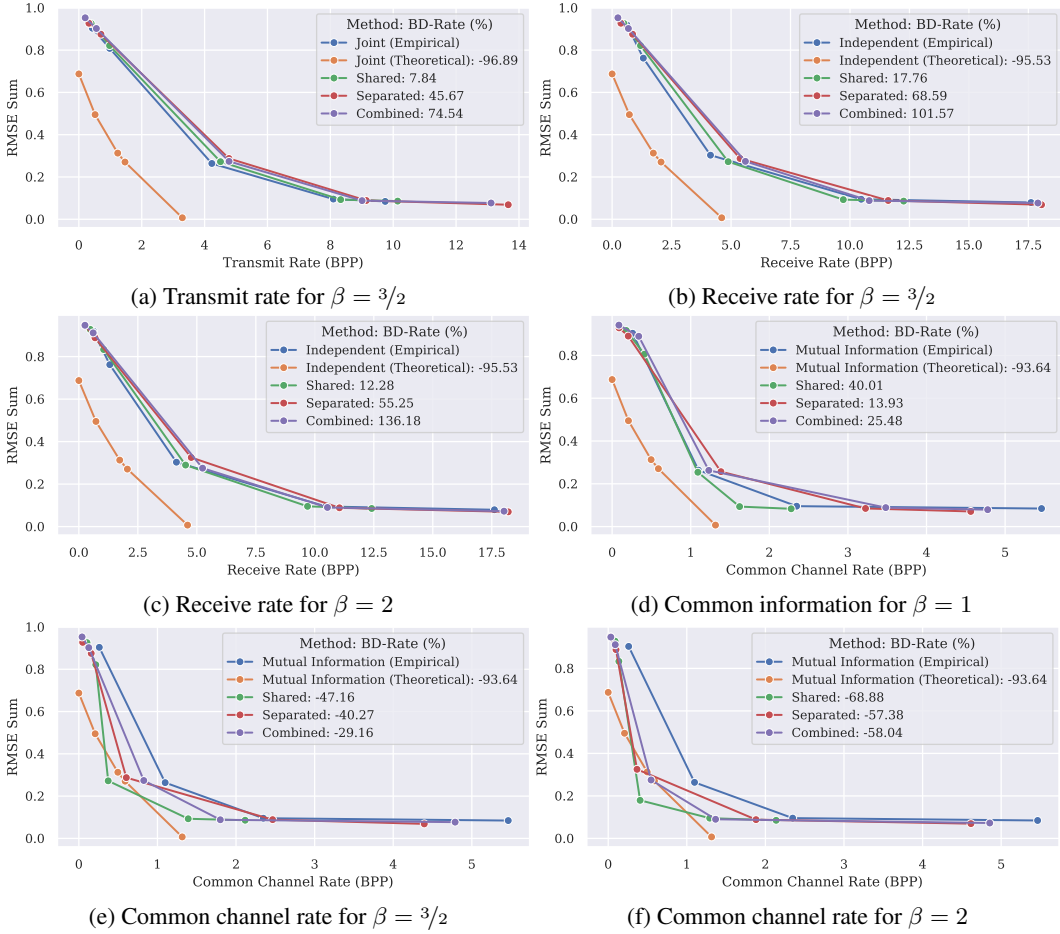 1.0
0.8
0.6
0.4
0.2
0.0
RMSE Sum
Method: BD-Rate (%)
Joint (Empirical)
Joint (Theoretical): -96.89
Shared: 7.84
Separated: 45.67
Combined: 74.54
0 2 4 6 8 10 12 14
Transmit Rate (BPP)
(a) Transmit rate for β = 3/2
1.0
0.8
0.6
0.4
0.2
0.0
RMSE Sum
Method: BD-Rate (%)
Independent (Empirical)
Independent (Theoretical): -95.53
Shared: 17.76
Separated: 68.59
Combined: 101.57
0.0 2.5 5.0 7.5 10.0 12.5 15.0 17.5
Receive Rate (BPP)
(b) Receive rate for β = 3/2
0.8
0.6
0.4
0.2
0.0
RMSE Sum
Method: BD-Rate (%)
Independent (Empirical)
Independent (Theoretical): -95.53
Shared: 12.28
Separated: 55.25
Combined: 136.18
0.0 2.5 5.0 7.5 10.0 12.5 15.0 17.5
Receive Rate (BPP)
(c) Receive rate for β = 2
0.8
0.6
0.4
0.2
0.0
RMSE Sum
Method: BD-Rate (%)
Mutual Information (Empirical)
Mutual Information (Theoretical): -93.64
Shared: 40.01
Separated: 13.93
Combined: 25.48
0 1 2 3 4 5
Common Channel Rate (BPP)
(d) Common information for β = 1
1.0
0.8
0.6
0.4
0.2
0.0
RMSE Sum
Method: BD-Rate (%)
Mutual Information (Empirical)
Mutual Information (Theoretical): -93.64
Shared: -47.16
Separated: -40.27
Combined: -29.16
0 1 2 3 4 5
Common Channel Rate (BPP)
(e) Common channel rate for β = 3/2
0.8
0.6
0.4
0.2
0.0
RMSE Sum
Method: BD-Rate (%)
Mutual Information (Empirical)
Mutual Information (Theoretical): -93.64
Shared: -68.88
Separated: -57.38
Combined: -58.04
0 1 2 3 4 5
Common Channel Rate (BPP)
(f) Common channel rate for β = 2